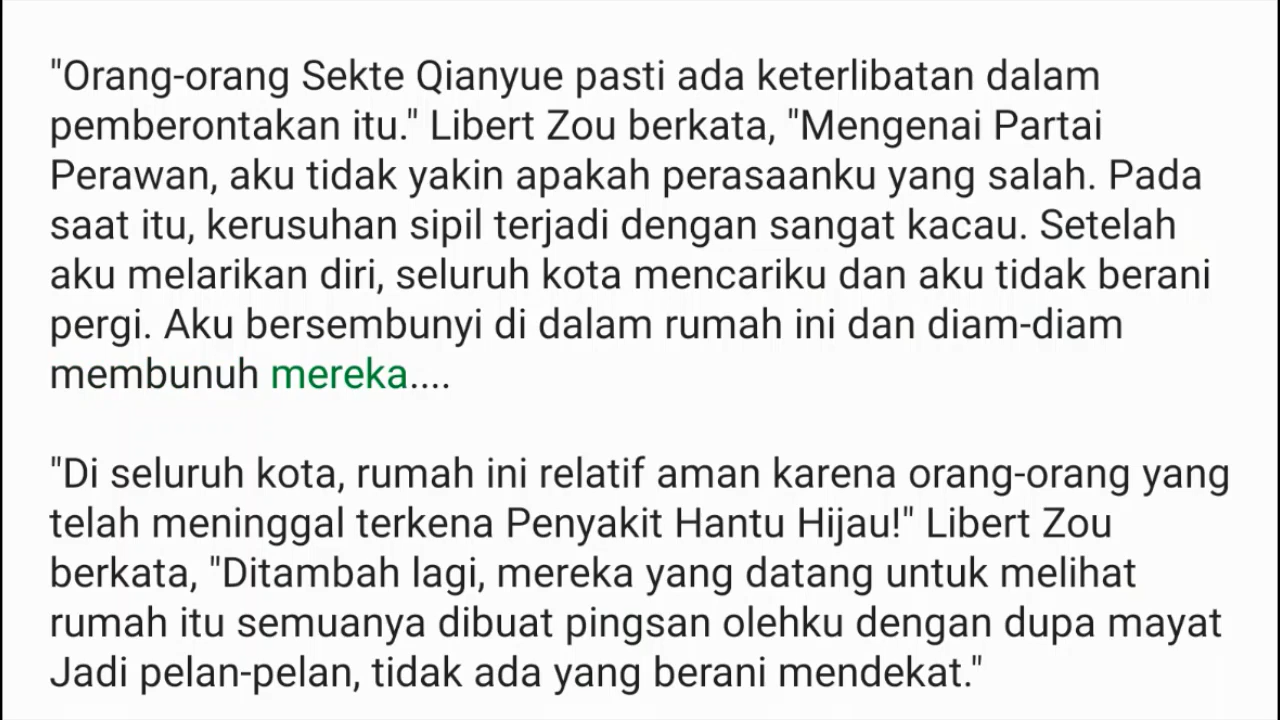 "Orang-orang Sekte Qianyue pasti ada keterlibatan dalam
pemberontakan itu." Libert Zou berkata, "Mengenai Partai
Perawan, aku tidak yakin apakah perasaanku yang salah. Pada
saat itu, kerusuhan sipil terjadi dengan sangat kacau. Setelah
aku melarikan diri, seluruh kota mencariku dan aku tidak berani
pergi. Aku bersembunyi di dalam rumah ini dan diam-diam
membunuh mereka....
"Di seluruh kota, rumah ini relatif aman karena orang-orang yang
telah meninggal terkena Penyakit Hantu Hijau!" Libert Zou
berkata, "Ditambah lagi, mereka yang datang untuk melihat
rumah itu semuanya dibuat pingsan olehku dengan dupa mayat
Jadi pelan-pelan, tidak ada yang berani mendekat."